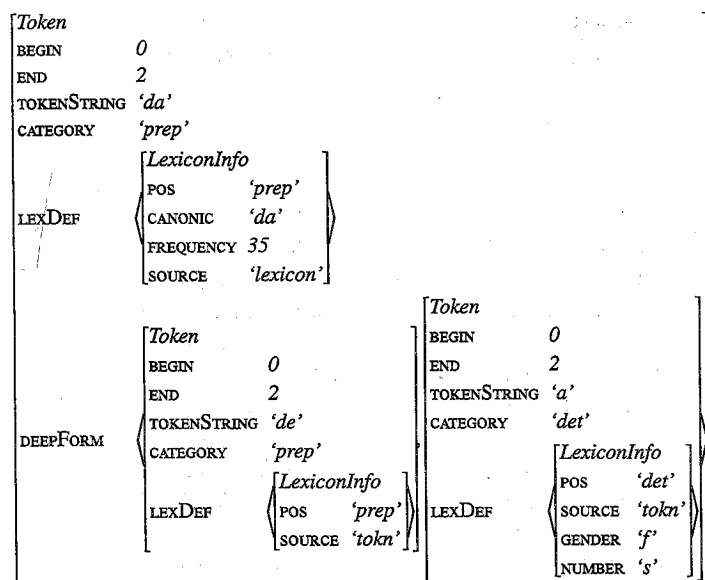 Token
BEGIN 0
END 2
TOKENSTRING ‘da’
CATEGORY ‘prep’
LexiconInfo
POS ‘prep’
LEXDEF CANONIC ‘da’
FREQUENCY 35
SOURCE ‘lexicon’
Token
BEGIN 0
END 2
TOKENSTRING ‘de’
DEEPFORM CATEGORY ‘prep’
LexiconInfo
LEXDEF POS ‘prep’
SOURCE ‘tokn’
Token
BEGIN 0
END 2
TOKENSTRING ‘a’
CATEGORY ‘det’
LexiconInfo
POS ‘det’
LEXDEF SOURCE ‘tokn’
GENDER ‘f’
NUMBER ‘s’